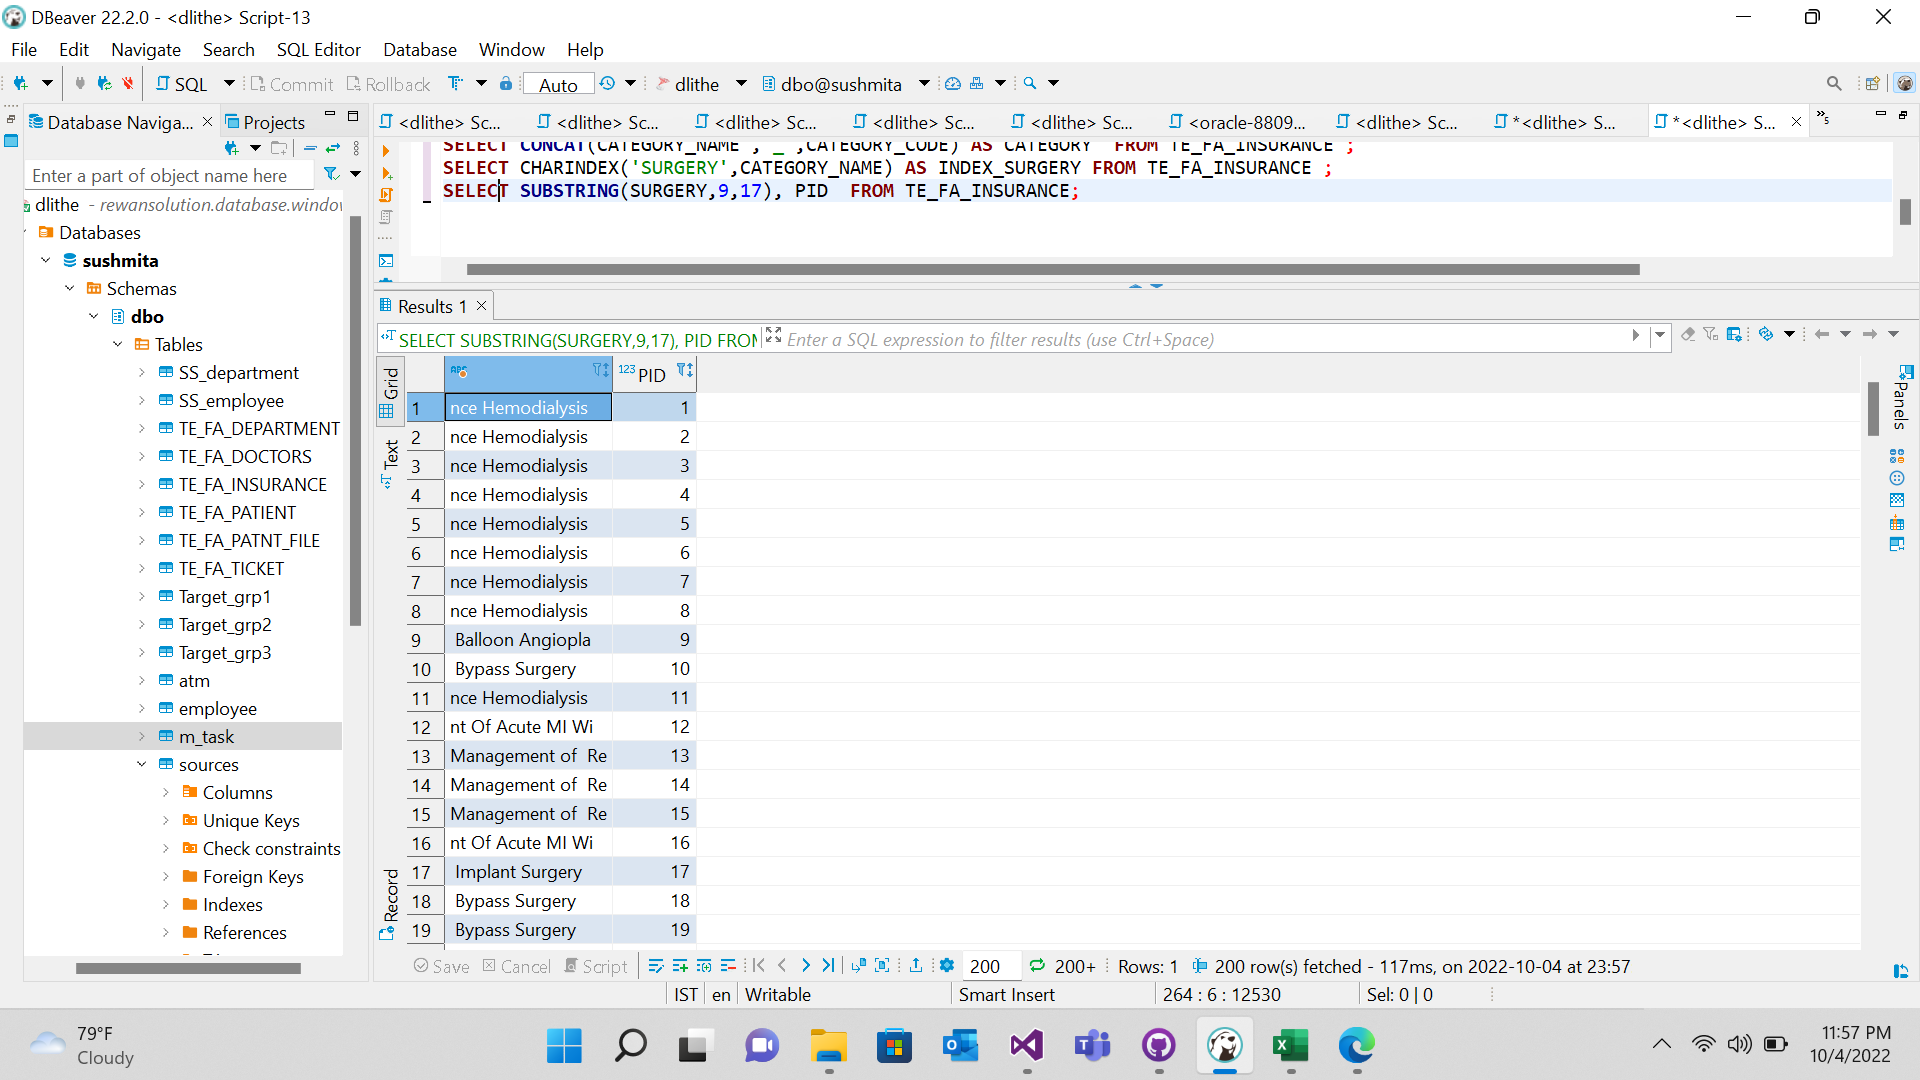 DBeaver 22.2.0 - <dlithe> Script-13
File Edit Navigate Search SQL Editor Database Window Help
SQL Commit Rollback Auto dlithe dbo@sushmita
Database Naviga... Projects
<dlithe> Sc... <dlithe> Sc... <dlithe> Sc... <dlithe> Sc... <dlithe> Sc... <oracle-8809... <dlithe> Sc... *<dlithe> S... *<dlithe> S... »5
Enter a part of object name here
dlithe - rewansolution.database.windov
Databases
sushmita
Schemas
dbo
Tables
SS_department
SS_employee
TE_FA_DEPARTMENT
TE_FA_DOCTORS
TE_FA_INSURANCE
TE_FA_PATIENT
TE_FA_PATNT_FILE
TE_FA_TICKET
Target_grp1
Target_grp2
Target_grp3
atm
employee
m_task
sources
Columns
Unique Keys
Check constraints
Foreign Keys
Indexes
References
SELECT CONCAT(CATEGORY_NAME ,'_',CATEGORY_CODE) AS CATEGORY  FROM TE_FA_INSURANCE ;
SELECT CHARINDEX('SURGERY',CATEGORY_NAME) AS INDEX_SURGERY FROM TE_FA_INSURANCE ;
SELECT SUBSTRING(SURGERY,9,17), PID  FROM TE_FA_INSURANCE;
Results 1
SELECT SUBSTRING(SURGERY,9,17), PID FROM Enter a SQL expression to filter results (use Ctrl+Space)
Grid
Text
Record
Panels
ABC 123 PID
1 nce Hemodialysis 1
2 nce Hemodialysis 2
3 nce Hemodialysis 3
4 nce Hemodialysis 4
5 nce Hemodialysis 5
6 nce Hemodialysis 6
7 nce Hemodialysis 7
8 nce Hemodialysis 8
9 Balloon Angiopla 9
10 Bypass Surgery 10
11 nce Hemodialysis 11
12 nt Of Acute MI Wi 12
13 Management of  Re 13
14 Management of  Re 14
15 Management of  Re 15
16 nt Of Acute MI Wi 16
17 Implant Surgery 17
18 Bypass Surgery 18
19 Bypass Surgery 19
Save Cancel Script 200 200+ Rows: 1 200 row(s) fetched - 117ms, on 2022-10-04 at 23:57
IST en Writable Smart Insert 264 : 6 : 12530 Sel: 0 | 0
79°F
Cloudy
11:57 PM
10/4/2022